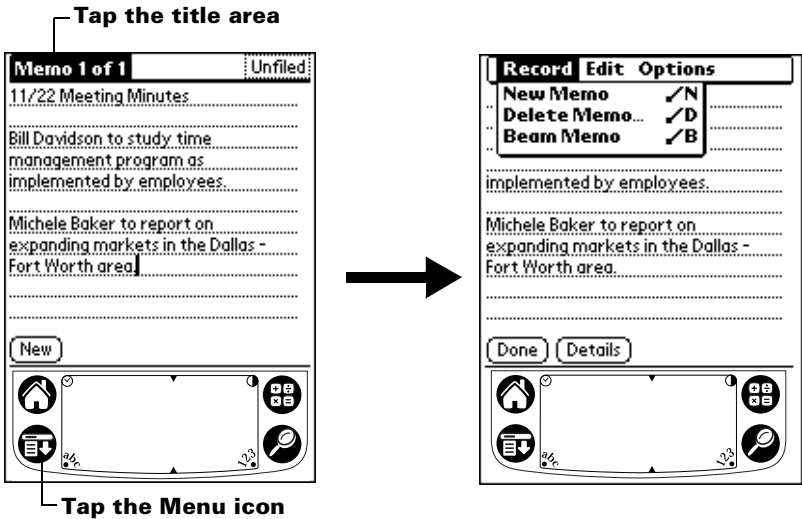 Tap the title area
Memo 1 of 1 Unfiled
11/22 Meeting Minutes
Bill Davidson to study time
management program as
implemented by employees.
Michele Baker to report on
expanding markets in the Dallas -
Fort Worth area.
New
abc 123
Tap the Menu icon
Record Edit Options
New Memo /N
Delete Memo... /D
Beam Memo /B
implemented by employees.
Michele Baker to report on
expanding markets in the Dallas -
Fort Worth area.
Done Details
abc 123